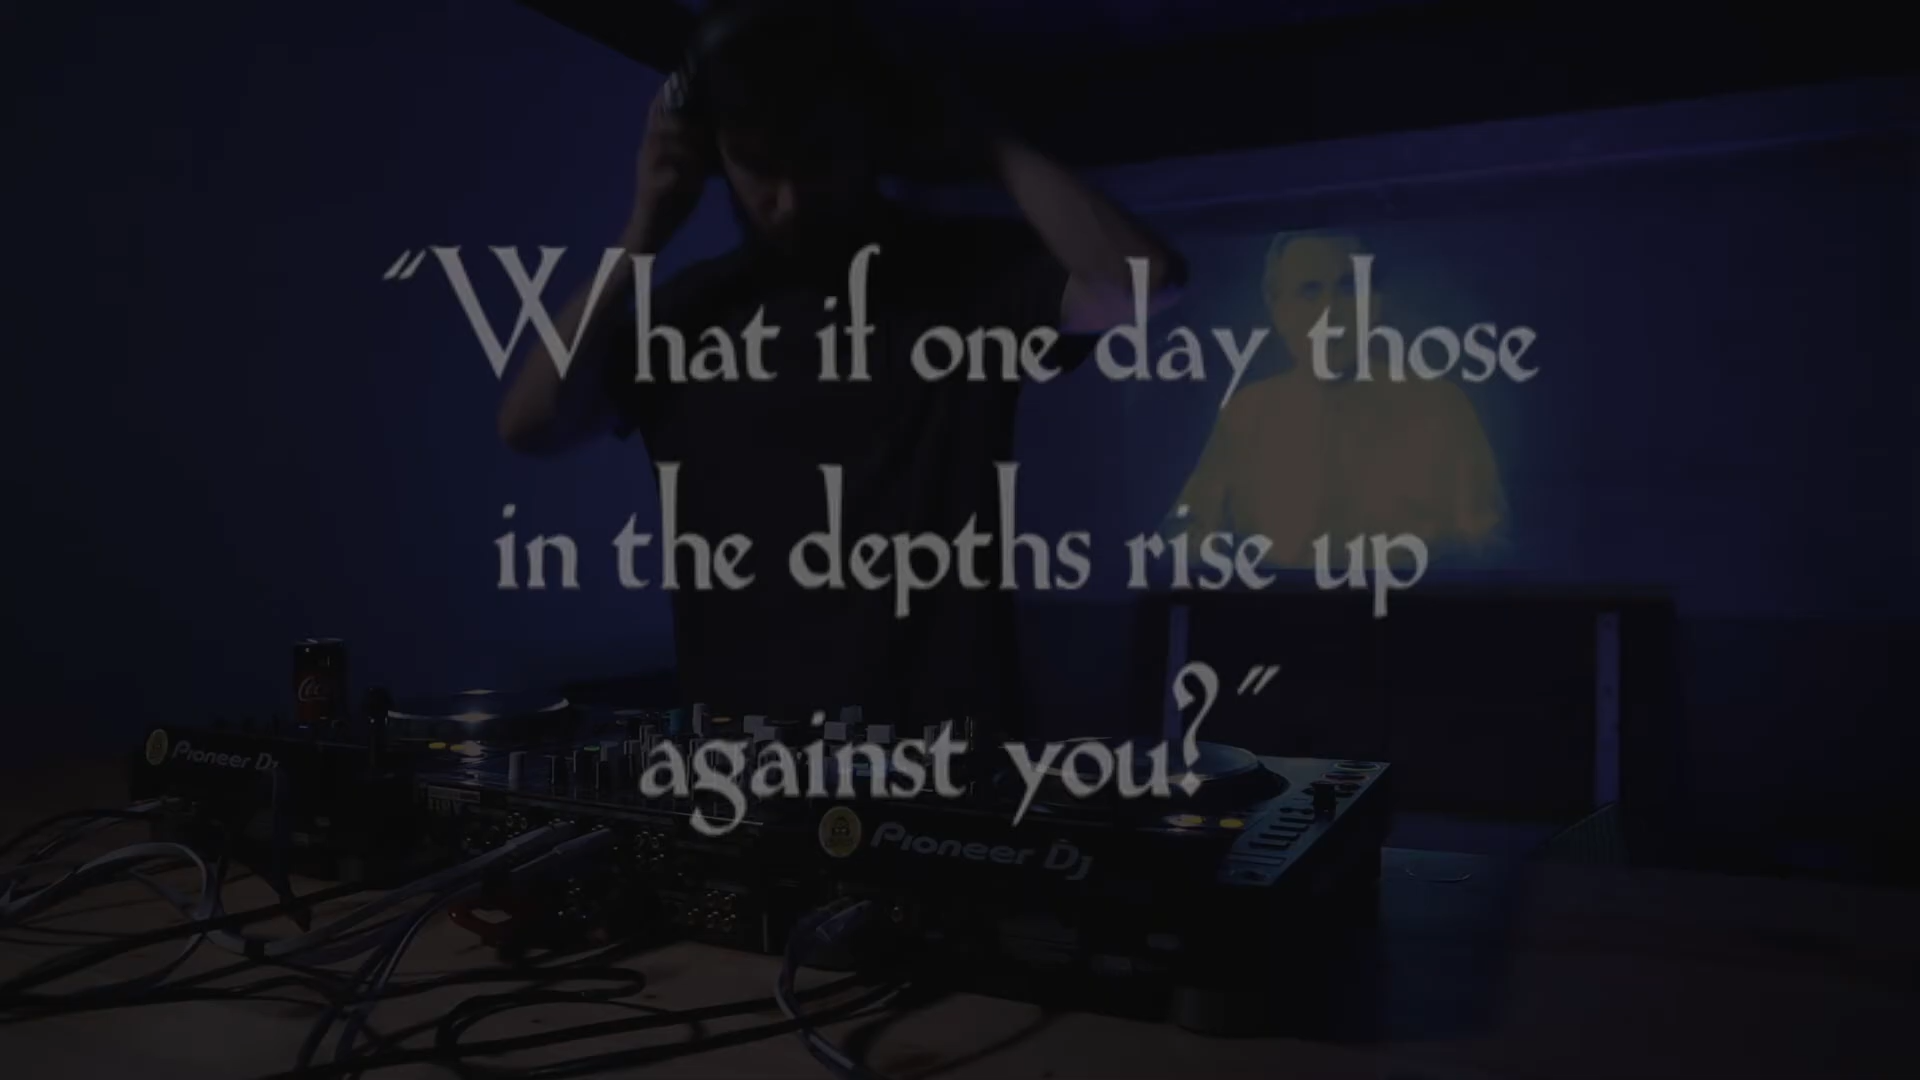 “What if one day those
in the depths rise up
against you?”
Pioneer DJ
Pioneer DJ